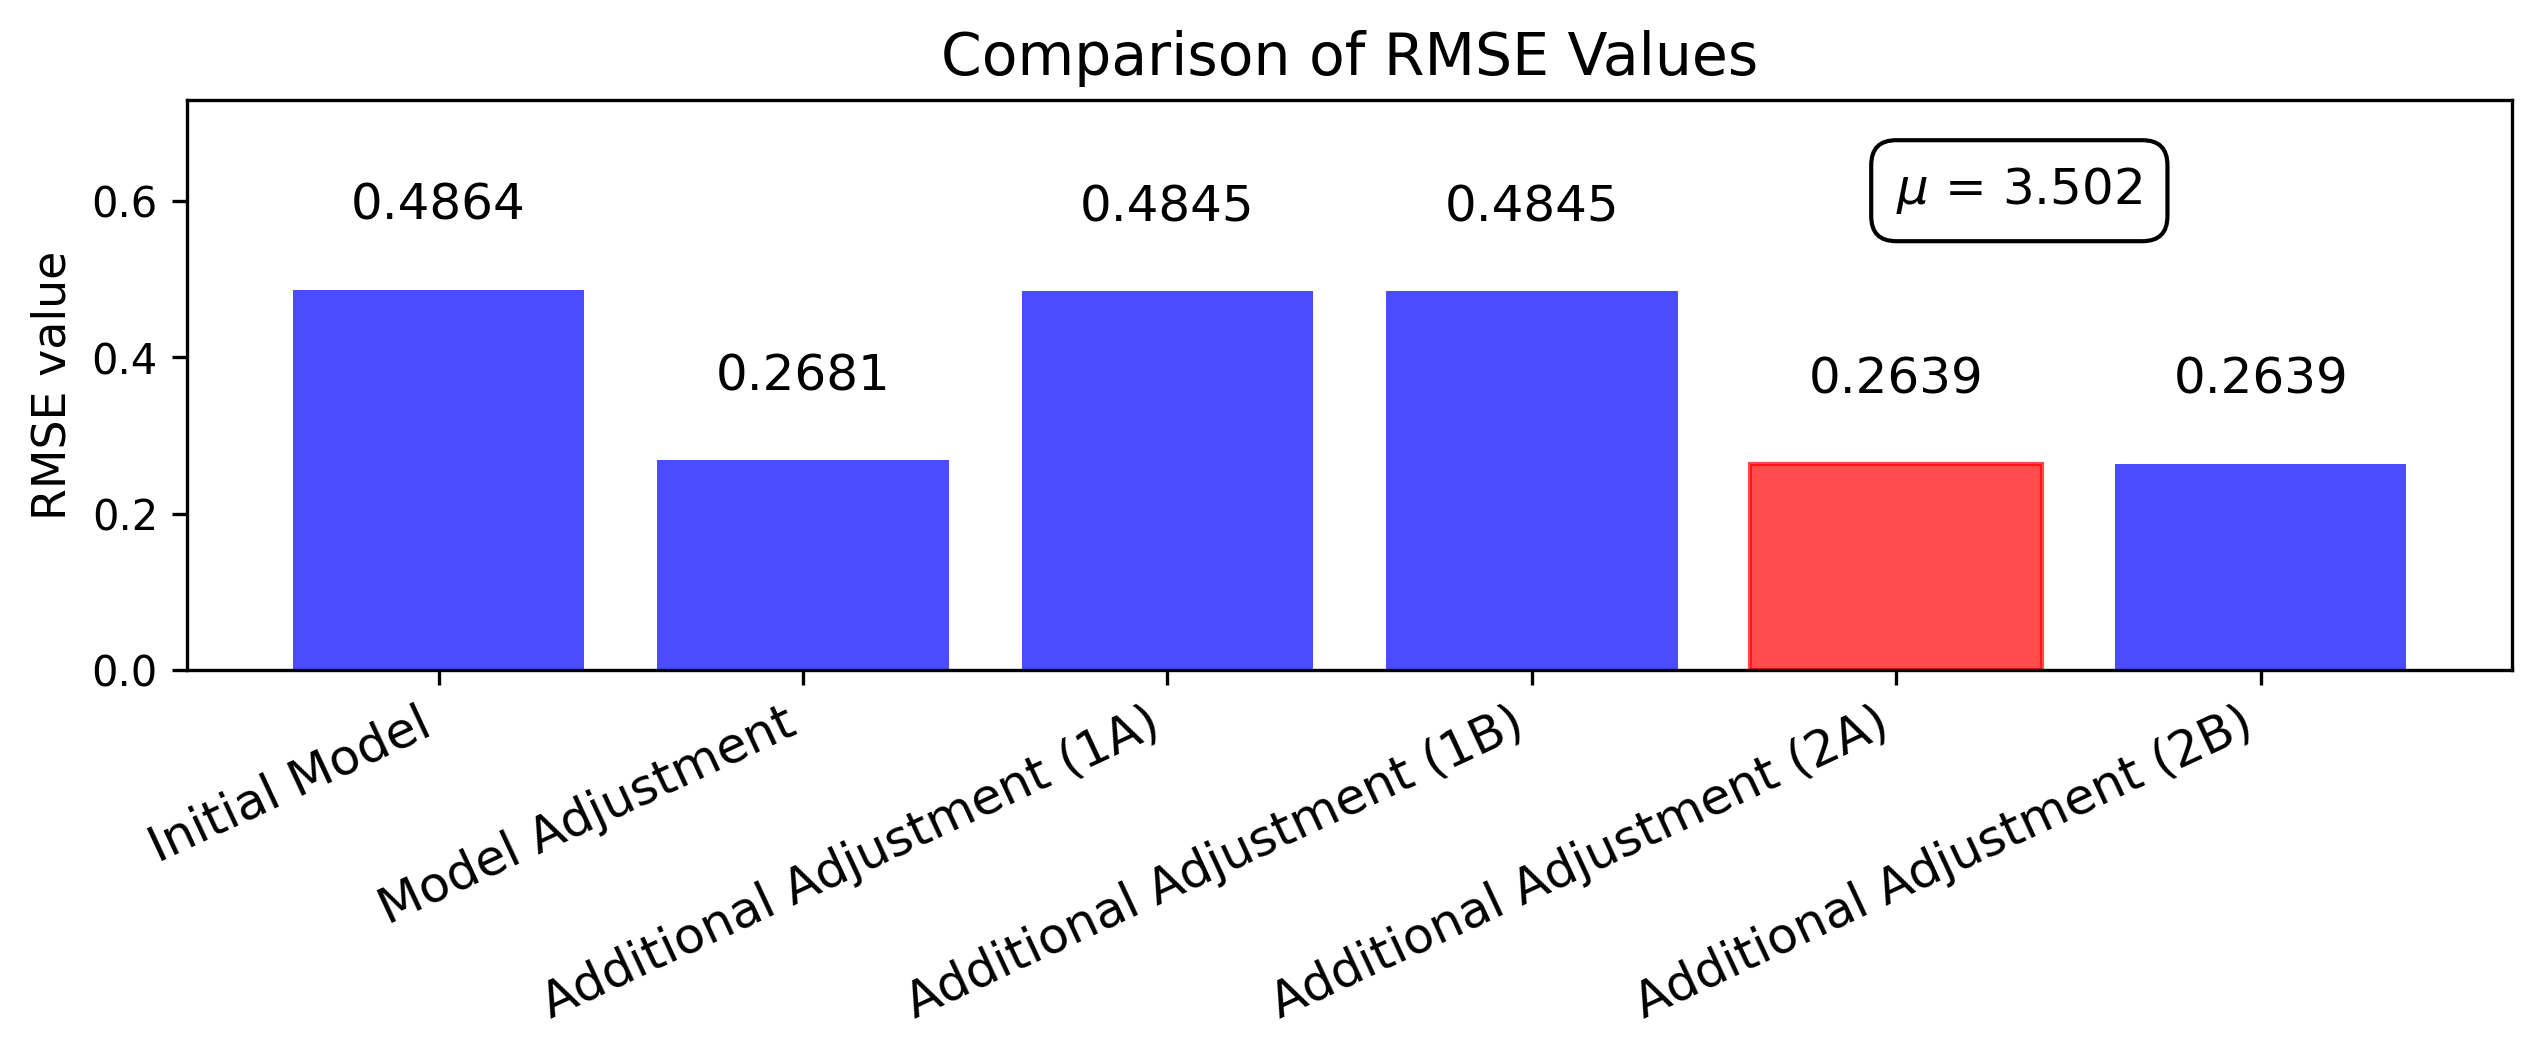 Comparison of RMSE Values
RMSE value
0.6
0.4
0.2
0.0
0.4864
0.2681
0.4845
0.4845
0.2639
0.2639
μ = 3.502
Initial Model
Model Adjustment
Additional Adjustment (1A)
Additional Adjustment (1B)
Additional Adjustment (2A)
Additional Adjustment (2B)